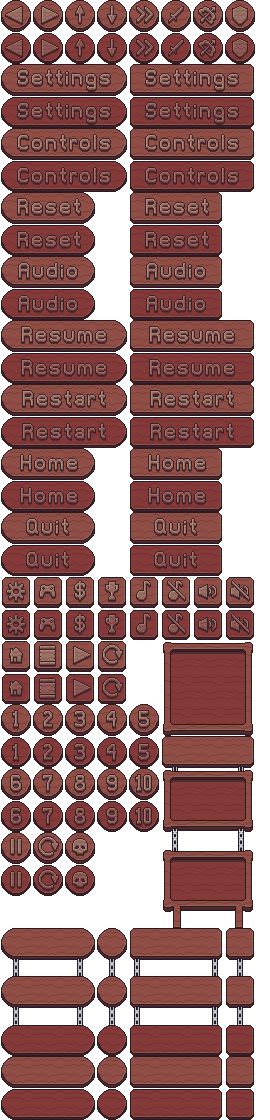 Settings Settings
Settings Settings
Controls Controls
Controls Controls
Reset Reset
Reset Reset
Audio Audio
Audio Audio
Resume Resume
Resume Resume
Restart Restart
Restart Restart
Home Home
Home Home
Quit Quit
Quit Quit
$
$
1 2 3 4 5
1 2 3 4 5
6 7 8 9 10
6 7 8 9 10